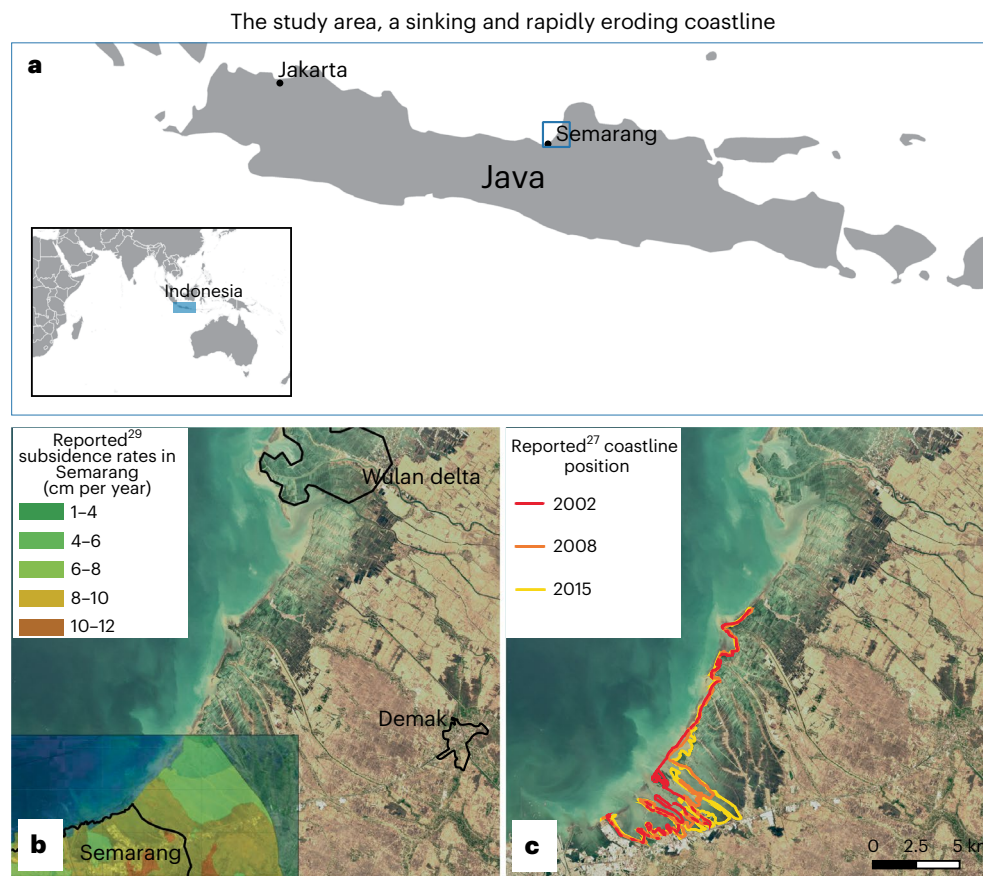 The study area, a sinking and rapidly eroding coastline
a
Jakarta
Semarang
Java
Indonesia
Reported29
subsidence rates in
Semarang
(cm per year)
1–4
4–6
6–8
8–10
10–12
Wulan delta
Demak
Semarang
b
Reported27 coastline
position
2002
2008
2015
c
0 2.5 5 km